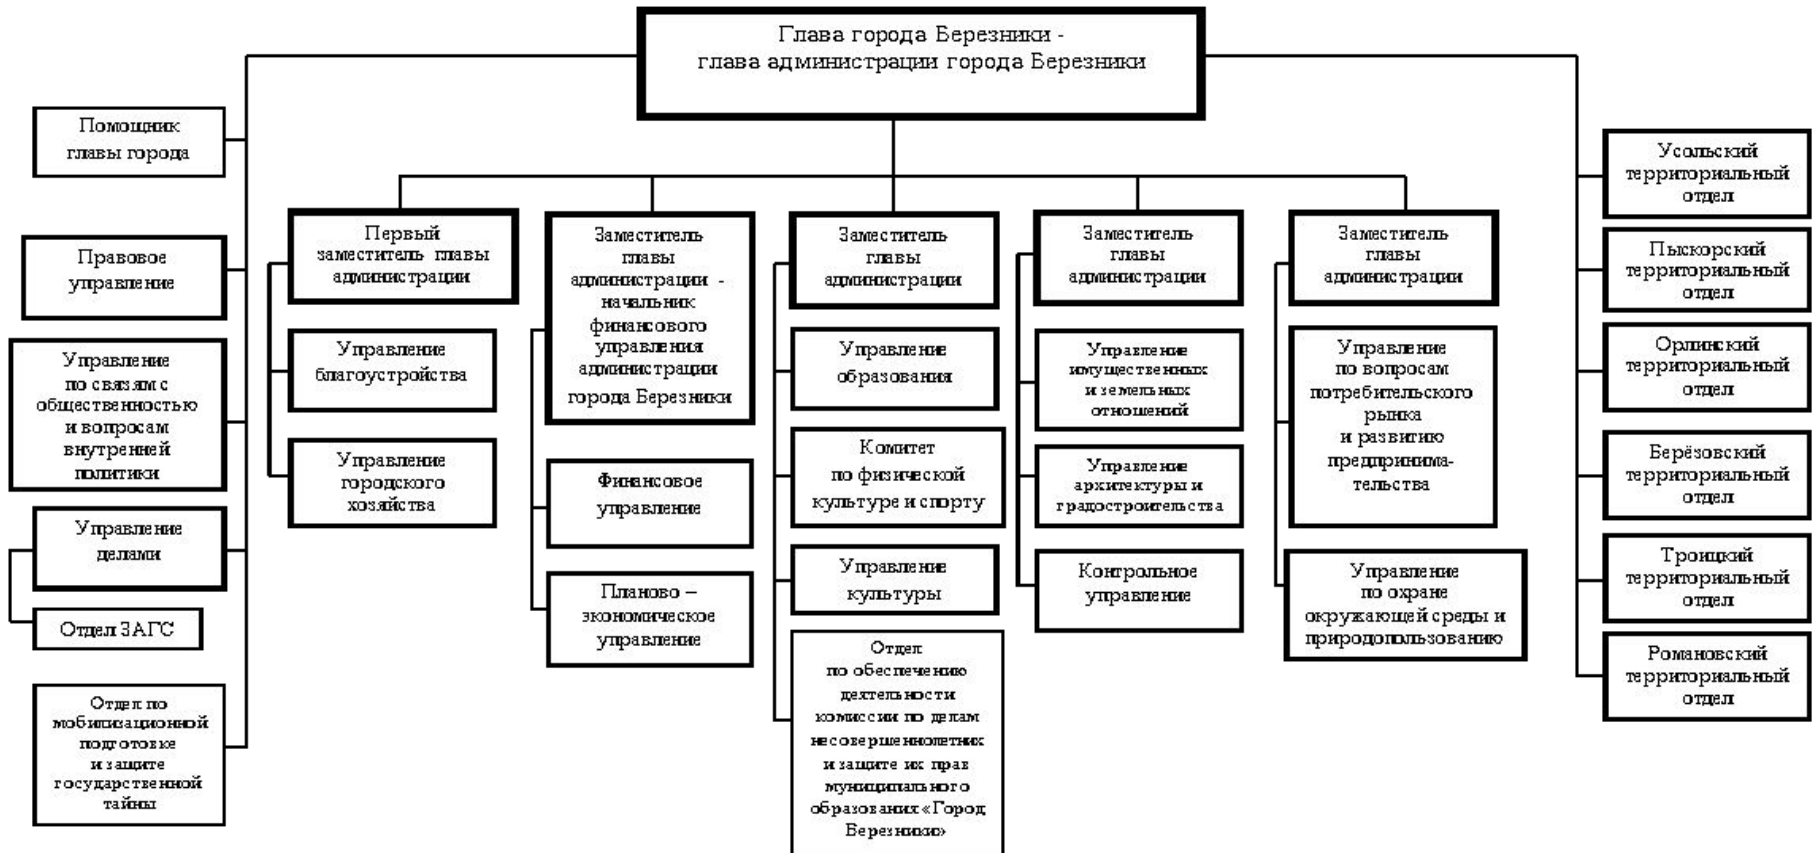 Глава города Березники -
глава администрации города Березники
Помощник
главы города
Правовое
управление
Управление
по связям с
общественностью
и вопросам
внутренней
политики
Управление
делами
Отдел ЗАГС
Отдел по
мобилизационной
подготовке
и защите
государственной
тайны
Первый
заместитель главы
администрации
Управление
благоустройства
Управление
городского
хозяйства
Заместитель
главы
администрации -
начальник
финансового
управления
администрации
города Березники
Финансовое
управление
Планово –
экономическое
управление
Заместитель
главы
администрации
Управление
образования
Комитет
по физической
культуре и спорту
Управление
культуры
Отдел
по обеспечению
деятельности
комиссии по делам
несовершеннолетних
и защите их прав
муниципального
образования «Город
Березники»
Заместитель
главы
администрации
Управление
имущественных
и земельных
отношений
Управление
архитектуры и
градостроительства
Контрольное
управление
Заместитель
главы
администрации
Управление
по вопросам
потребительского
рынка
и развитию
предпринима-
тельства
Управление
по охране
окружающей среды и
природопользованию
Усольский
территориальный
отдел
Пыскорский
территориальный
отдел
Орлинский
территориальный
отдел
Берёзовский
территориальный
отдел
Троицкий
территориальный
отдел
Романовский
территориальный
отдел